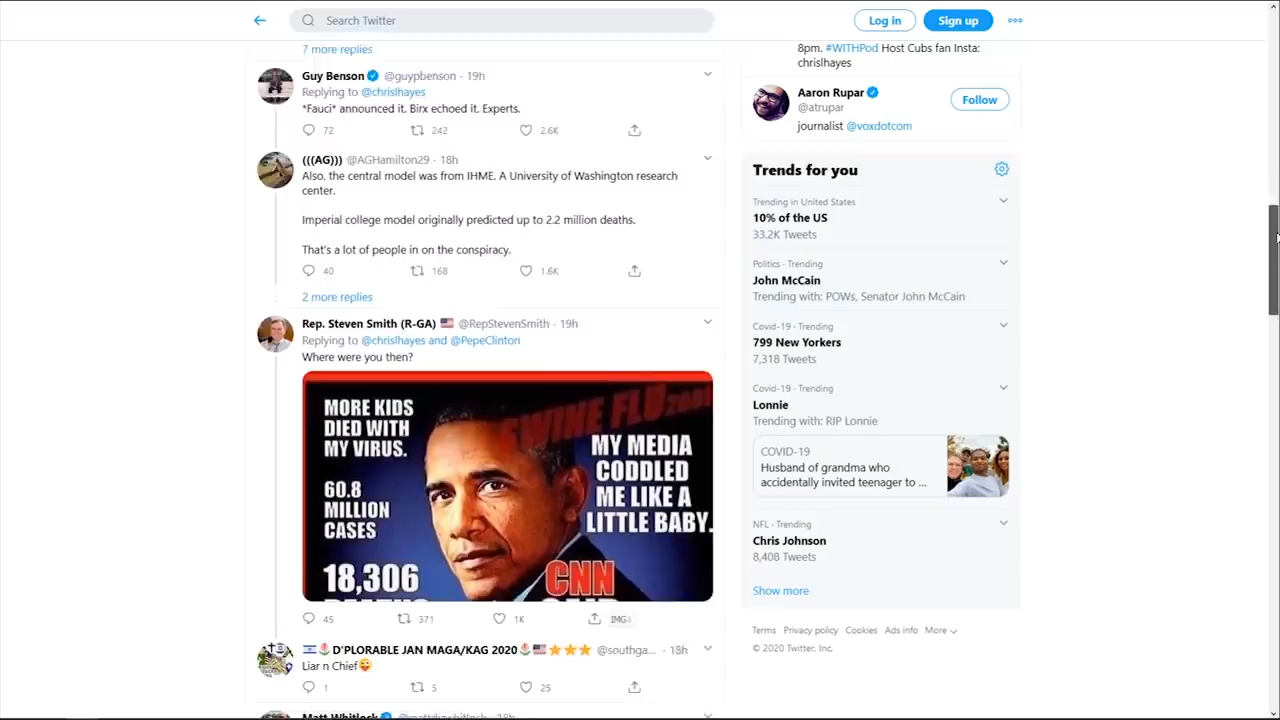 Search Twitter
Log in
Sign up
7 more replies
Guy Benson @guypbenson · 19h
Replying to @chrislhayes
*Fauci* announced it. Birx echoed it. Experts.
72 242 2.6K
(((AG))) @AGHamilton29 · 18h
Also. the central model was from IHME. A University of Washington research
center.
Imperial college model originally predicted up to 2.2 million deaths.
That's a lot of people in on the conspiracy.
40 168 1.6K
2 more replies
Rep. Steven Smith (R-GA) 🇺🇸 @RepStevenSmith · 19h
Replying to @chrislhayes and @PepeClinton
Where were you then?
MORE KIDS
DIED WITH
MY VIRUS.
60.8
MILLION
CASES
18,306
SWINE FLU 2009
MY MEDIA
CODDLED
ME LIKE A
LITTLE BABY.
CNN
45 371 1K IMG4
🇮🇱🌷D'PLORABLE JAN MAGA/KAG 2020🌷🇺🇸⭐⭐⭐ @southga... · 18h
Liar n Chief😜
1 5 25
Matt Whitlock
8pm. #WITHPod Host Cubs fan Insta:
chrislhayes
Aaron Rupar
@atrupar
Follow
journalist @voxdotcom
Trends for you
Trending in United States
10% of the US
33.2K Tweets
Politics · Trending
John McCain
Trending with: POWs, Senator John McCain
Covid-19 · Trending
799 New Yorkers
7,318 Tweets
Covid-19 · Trending
Lonnie
Trending with: RIP Lonnie
COVID-19
Husband of grandma who
accidentally invited teenager to ...
NFL · Trending
Chris Johnson
8,408 Tweets
Show more
Terms Privacy policy Cookies Ads info More
© 2020 Twitter, Inc.